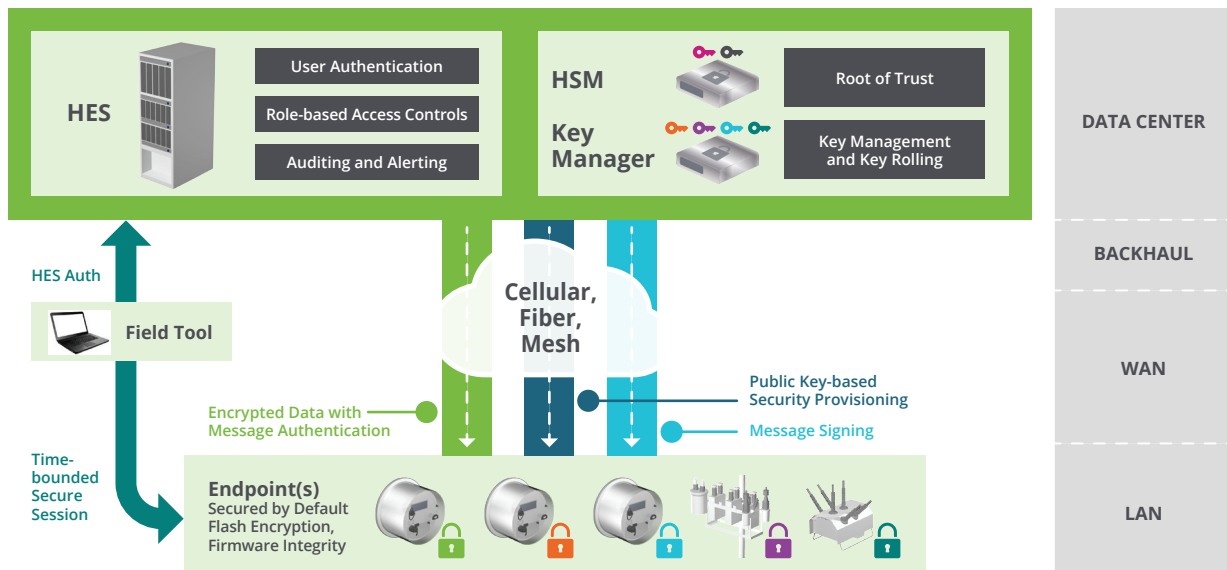 HES
User Authentication
Role-based Access Controls
Auditing and Alerting
HSM
Root of Trust
Key
Manager
Key Management
and Key Rolling
DATA CENTER
HES Auth
BACKHAUL
Cellular,
Fiber,
Mesh
Field Tool
WAN
Encrypted Data with
Message Authentication
Public Key-based
Security Provisioning
Message Signing
Time-
bounded
Secure
Session
Endpoint(s)
Secured by Default
Flash Encryption,
Firmware Integrity
LAN